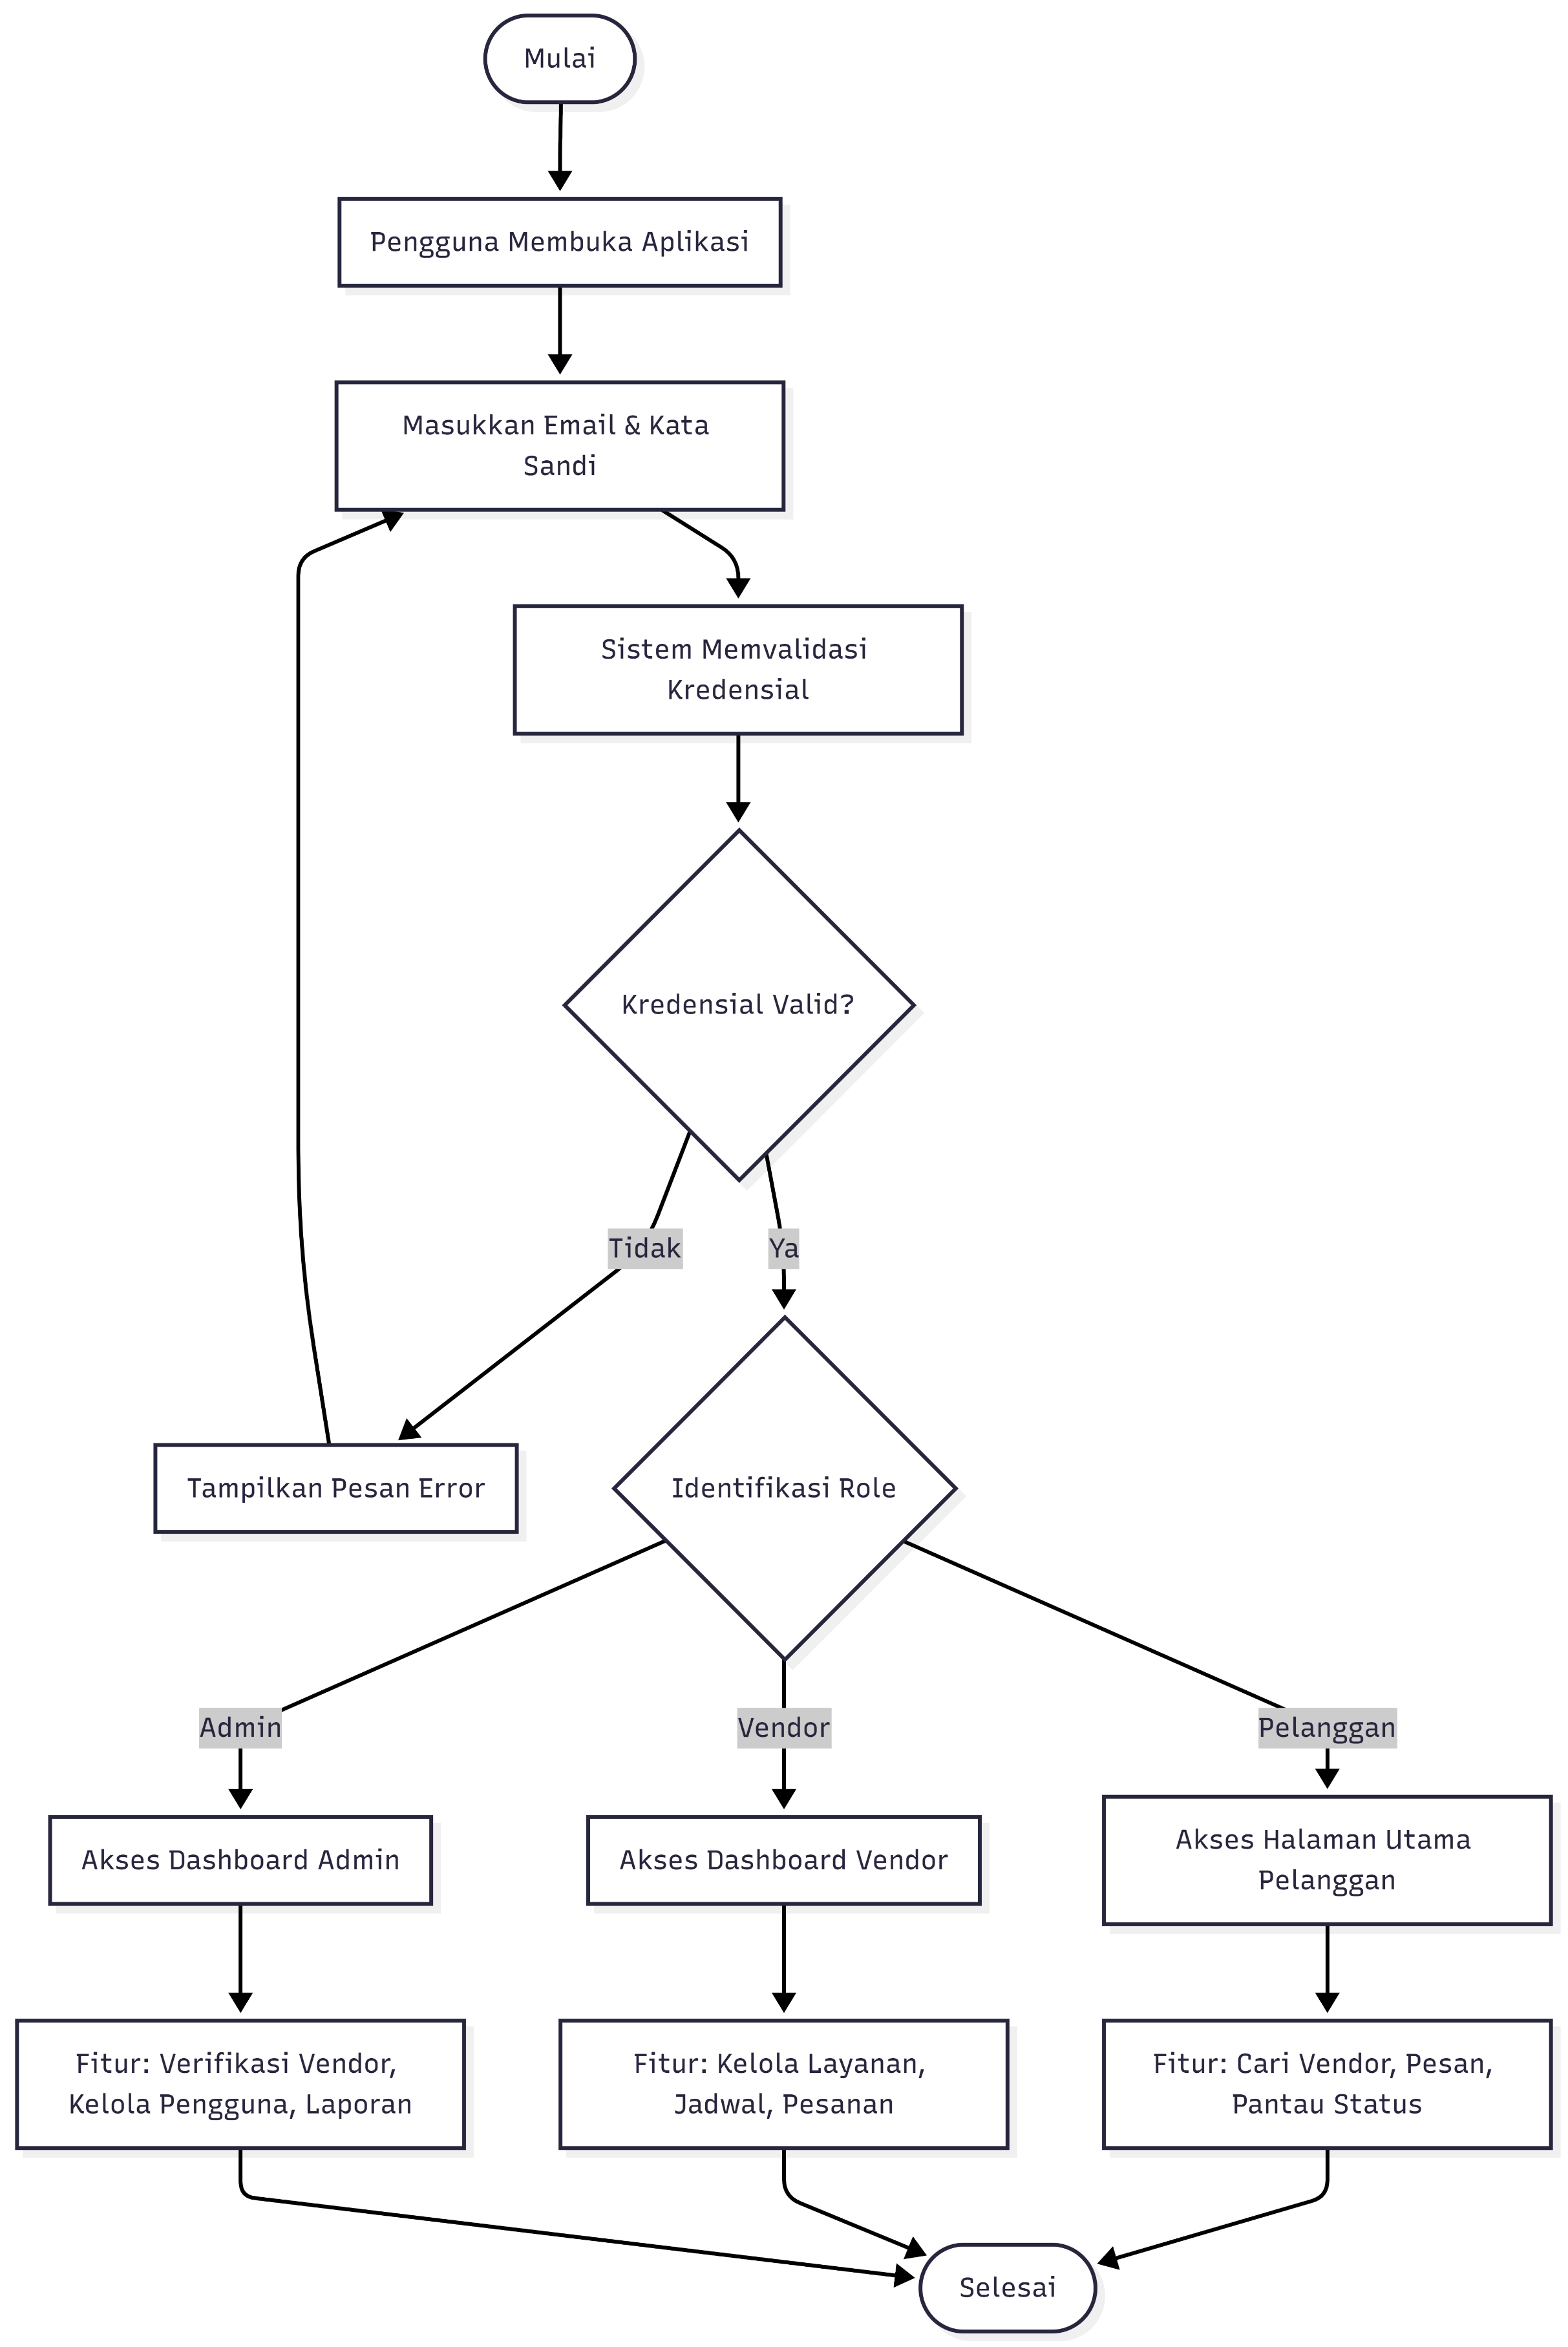 Mulai
Pengguna Membuka Aplikasi
Masukkan Email & Kata
Sandi
Sistem Memvalidasi
Kredensial
Kredensial Valid?
Tidak
Ya
Tampilkan Pesan Error
Identifikasi Role
Admin
Vendor
Pelanggan
Akses Dashboard Admin
Akses Dashboard Vendor
Akses Halaman Utama
Pelanggan
Fitur: Verifikasi Vendor,
Kelola Pengguna, Laporan
Fitur: Kelola Layanan,
Jadwal, Pesanan
Fitur: Cari Vendor, Pesan,
Pantau Status
Selesai